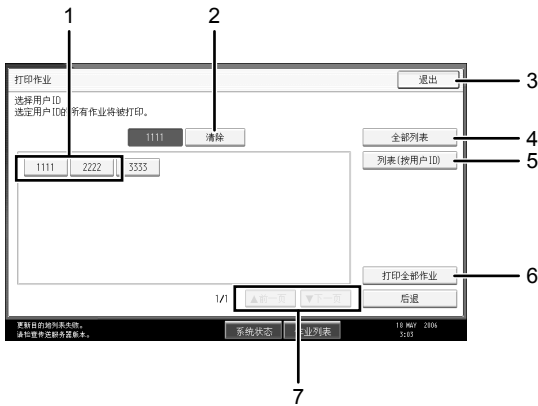 1
2
打印作业
退出
3
选择用户ID
选定用户ID的所有作业将被打印。
1111
清除
全部列表
4
1111
2222
3333
列表(按用户ID)
5
打印全部作业
6
1/1
▲前一页
▼下一页
后退
更新目的地列表失败。
请检查传送服务器版本。
系统状态
作业列表
18 MAY 2006
3:03
7